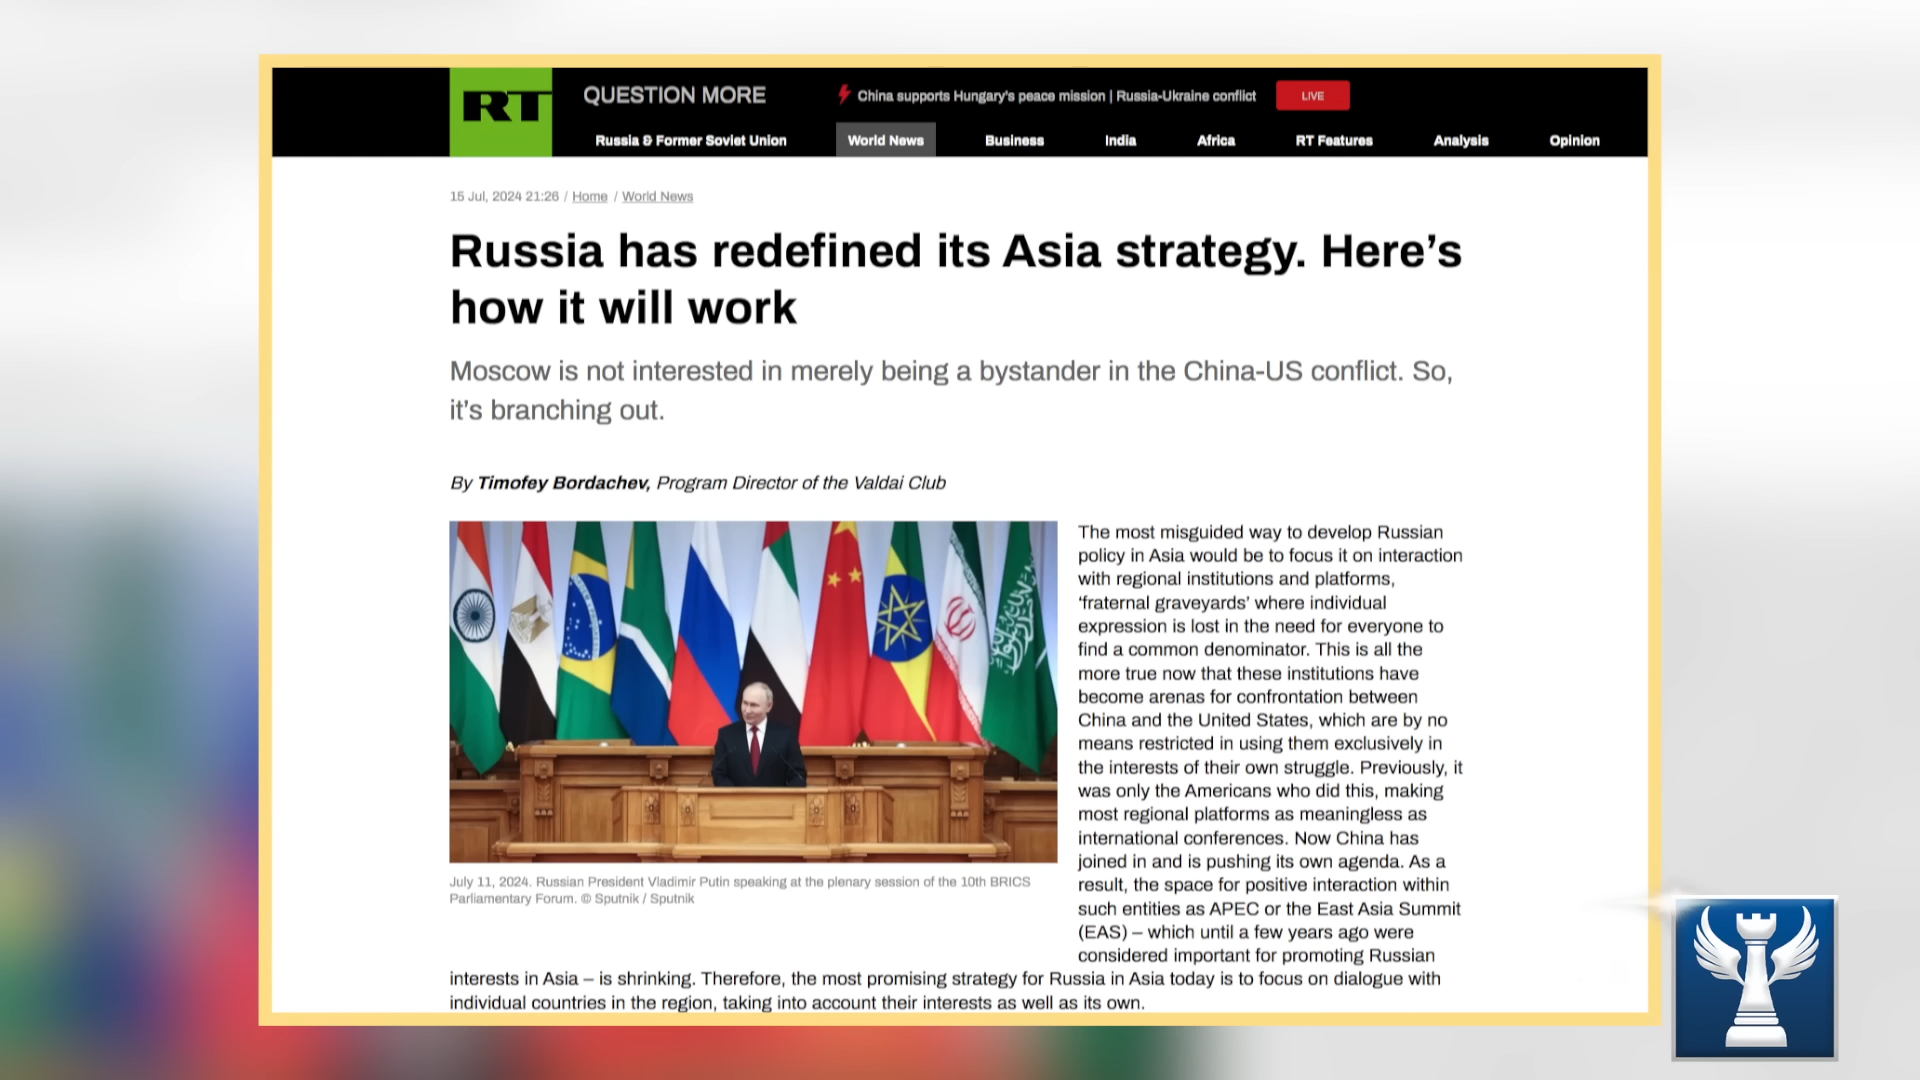 RT
QUESTION MORE
China supports Hungary's peace mission | Russia-Ukraine conflict
LIVE
Russia & Former Soviet Union
World News
Business
India
Africa
RT Features
Analysis
Opinion
15 Jul, 2024 21:26 / Home / World News
Russia has redefined its Asia strategy. Here’s
how it will work
Moscow is not interested in merely being a bystander in the China-US conflict. So,
it’s branching out.
By Timofey Bordachev, Program Director of the Valdai Club
The most misguided way to develop Russian
policy in Asia would be to focus it on interaction
with regional institutions and platforms,
‘fraternal graveyards’ where individual
expression is lost in the need for everyone to
find a common denominator. This is all the
more true now that these institutions have
become arenas for confrontation between
China and the United States, which are by no
means restricted in using them exclusively in
the interests of their own struggle. Previously, it
was only the Americans who did this, making
most regional platforms as meaningless as
international conferences. Now China has
joined in and is pushing its own agenda. As a
result, the space for positive interaction within
such entities as APEC or the East Asia Summit
(EAS) – which until a few years ago were
considered important for promoting Russian
interests in Asia – is shrinking. Therefore, the most promising strategy for Russia in Asia today is to focus on dialogue with
individual countries in the region, taking into account their interests as well as its own.
July 11, 2024. Russian President Vladimir Putin speaking at the plenary session of the 10th BRICS
Parliamentary Forum. © Sputnik / Sputnik